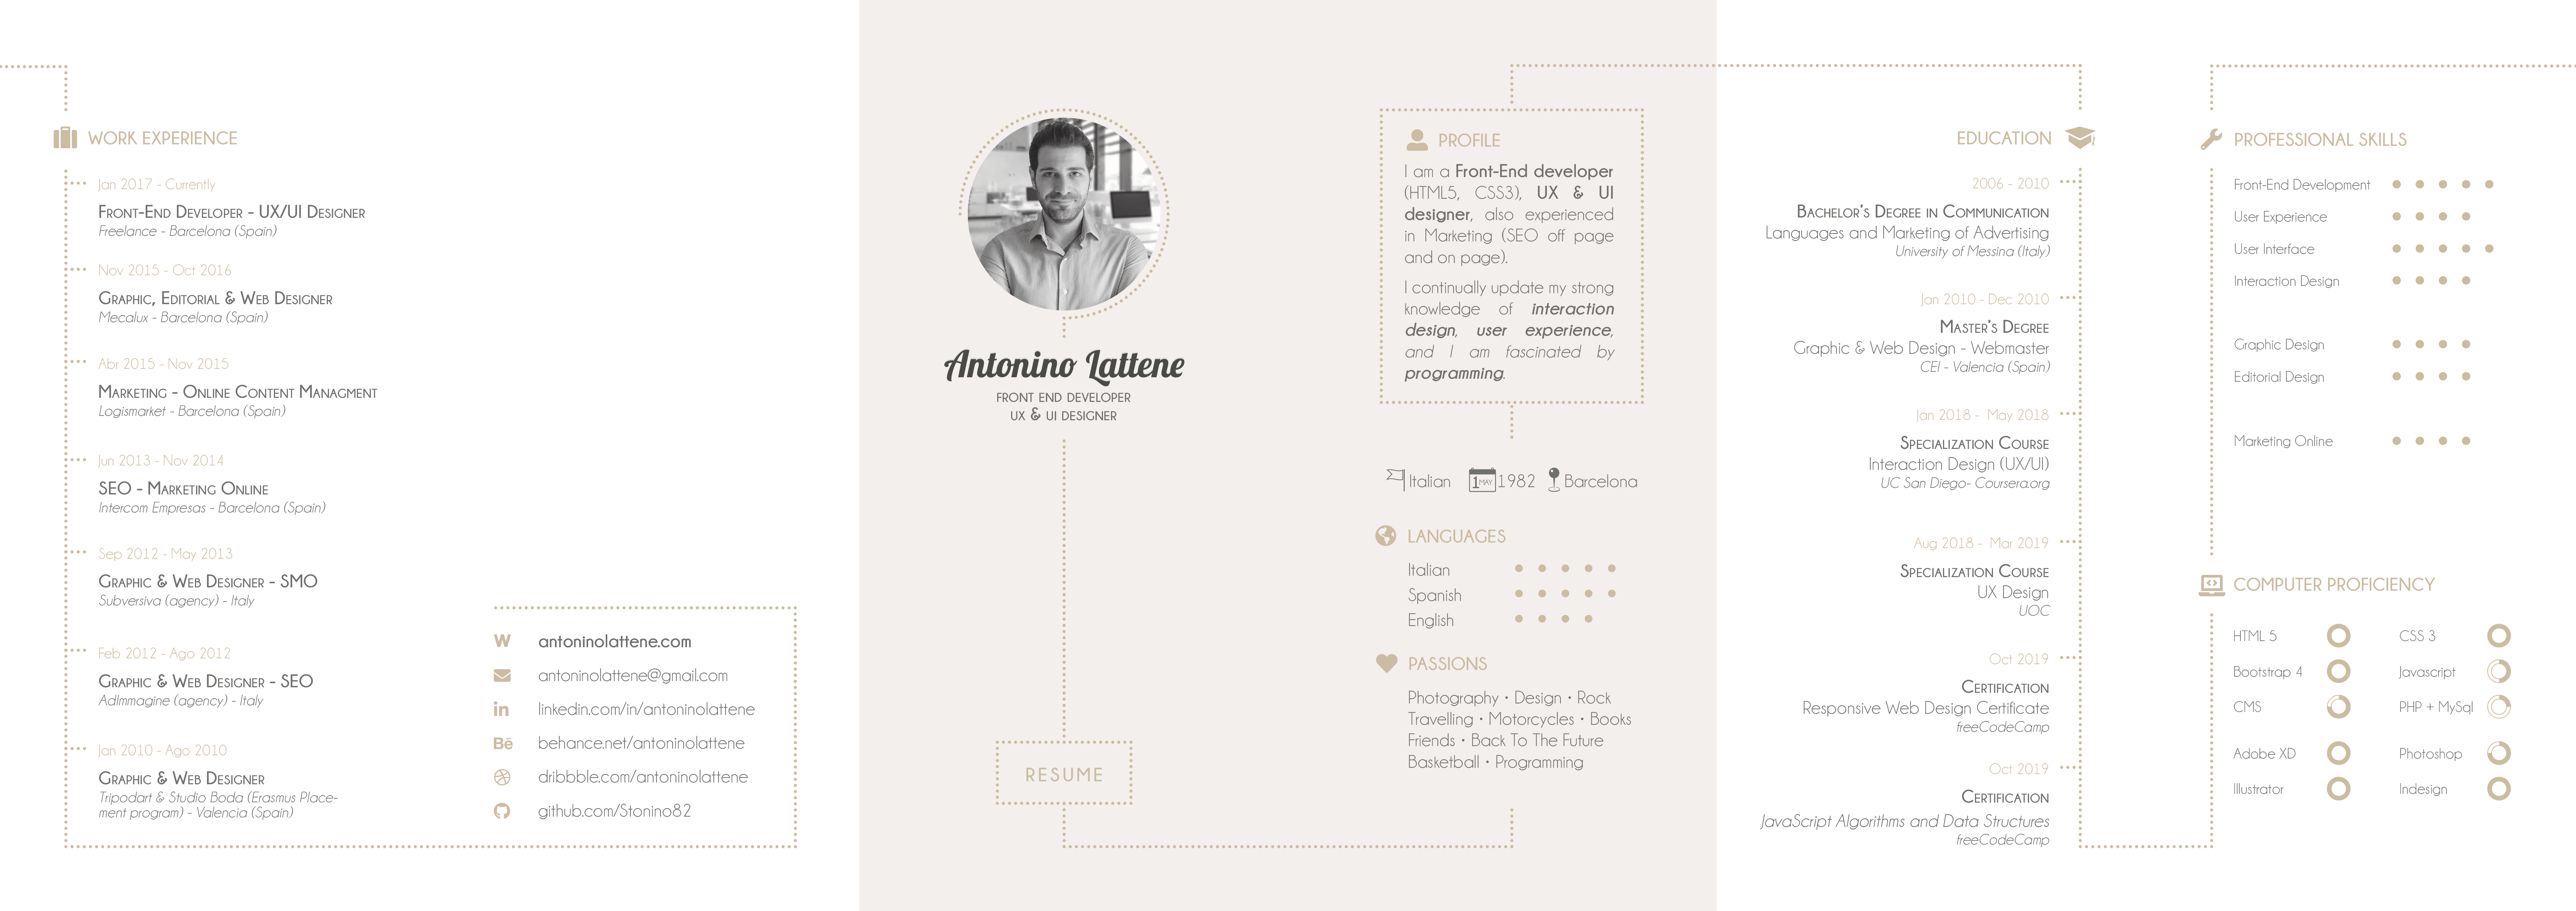 WORK EXPERIENCE
Jan 2017 - Currently
Front-End Developer - UX/UI Designer
Freelance - Barcelona (Spain)
Nov 2015 - Oct 2016
Graphic, Editorial & Web Designer
Mecalux - Barcelona (Spain)
Abr 2015 - Nov 2015
Marketing - Online Content Managment
Logismarket - Barcelona (Spain)
Jun 2013 - Nov 2014
SEO - Marketing Online
Intercom Empresas - Barcelona (Spain)
Sep 2012 - May 2013
Graphic & Web Designer - SMO
Subversiva (agency) - Italy
Feb 2012 - Ago 2012
Graphic & Web Designer - SEO
AdImmagine (agency) - Italy
Jan 2010 - Ago 2010
Graphic & Web Designer
Tripodart & Studio Boda (Erasmus Place-
ment program) - Valencia (Spain)
W antoninolattene.com
antoninolattene@gmail.com
in linkedin.com/in/antoninolattene
Bē behance.net/antoninolattene
dribbble.com/antoninolattene
github.com/Stonino82
Antonino Lattene
FRONT END DEVELOPER
UX & UI DESIGNER
RESUME
PROFILE
I am a Front-End developer
(HTML5, CSS3), UX & UI
designer, also experienced
in Marketing (SEO off page
and on page).
I continually update my strong
knowledge of interaction
design, user experience,
and I am fascinated by
programming.
Italian 1 MAY 1982 Barcelona
LANGUAGES
Italian
Spanish
English
PASSIONS
Photography • Design • Rock
Travelling • Motorcycles • Books
Friends • Back To The Future
Basketball • Programming
EDUCATION
2006 - 2010
Bachelor's Degree in Communication
Languages and Marketing of Advertising
University of Messina (Italy)
Jan 2010 - Dec 2010
Master's Degree
Graphic & Web Design - Webmaster
CEI - Valencia (Spain)
Jan 2018 - May 2018
Specialization Course
Interaction Design (UX/UI)
UC San Diego- Coursera.org
Aug 2018 - Mar 2019
Specialization Course
UX Design
UOC
Oct 2019
Certification
Responsive Web Design Certificate
freeCodeCamp
Oct 2019
Certification
JavaScript Algorithms and Data Structures
freeCodeCamp
PROFESSIONAL SKILLS
Front-End Development
User Experience
User Interface
Interaction Design
Graphic Design
Editorial Design
Marketing Online
COMPUTER PROFICIENCY
HTML 5 CSS 3
Bootstrap 4 Javascript
CMS PHP + MySql
Adobe XD Photoshop
Illustrator Indesign